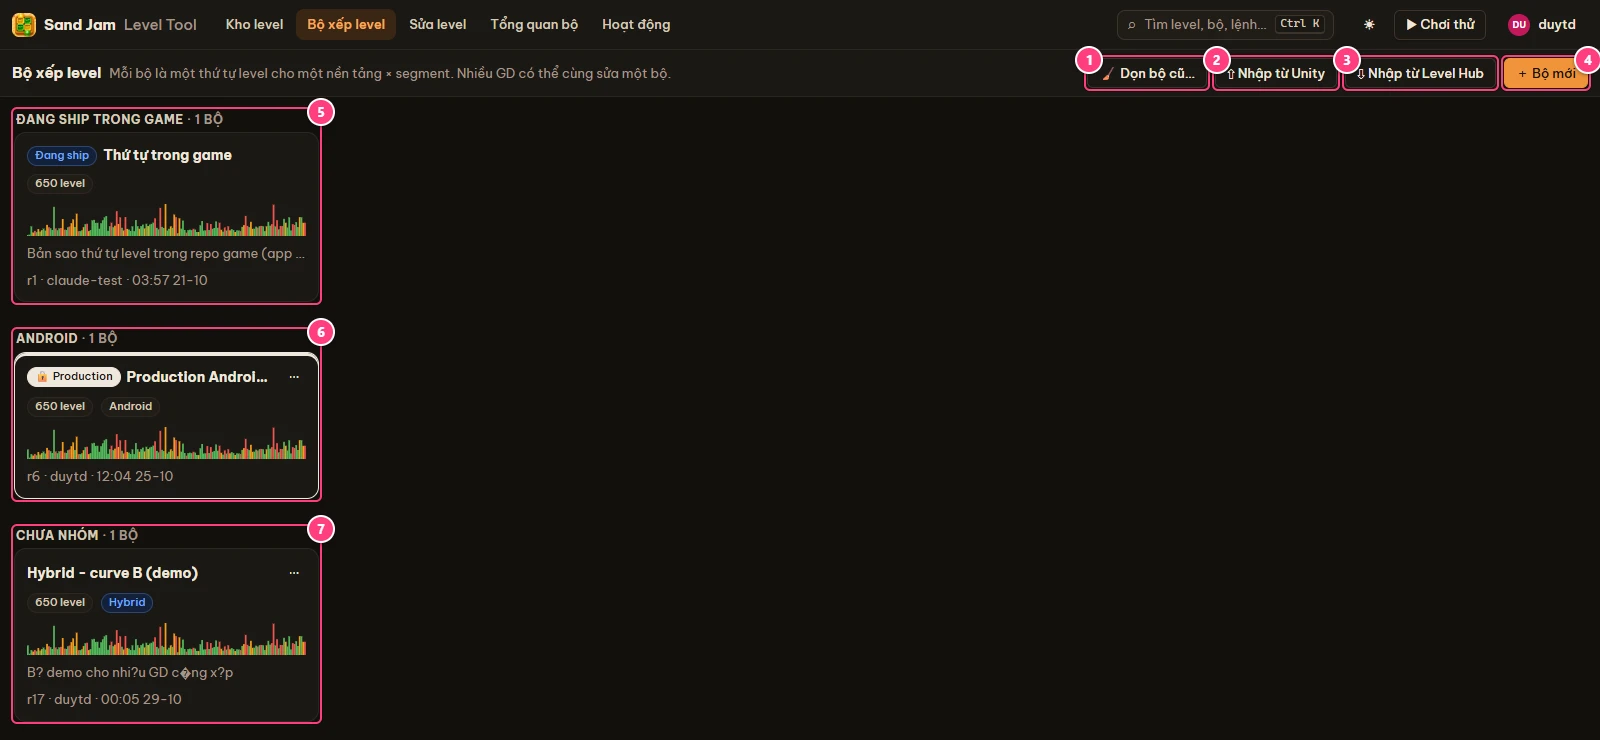 Sand Jam Level Tool Kho level Bộ xếp level Sửa level Tổng quan bộ Hoạt động Tìm level, bộ, lệnh... Ctrl K ▶ Chơi thử DU duytd
Bộ xếp level Mỗi bộ là một thứ tự level cho một nền tảng × segment. Nhiều GD có thể cùng sửa một bộ. 1 Dọn bộ cũ... 2 ⇧ Nhập từ Unity 3 ⇩ Nhập từ Level Hub 4 + Bộ mới
ĐANG SHIP TRONG GAME · 1 BỘ 5
Đang ship Thứ tự trong game
650 level
Bản sao thứ tự level trong repo game (app ...
r1 · claude-test · 03:57 21-10
ANDROID · 1 BỘ 6
Production Production Androi... ...
650 level Android
r6 · duytd · 12:04 25-10
CHƯA NHÓM · 1 BỘ 7
Hybrid - curve B (demo) ...
650 level Hybrid
B? demo cho nhi?u GD c�ng x?p
r17 · duytd · 00:05 29-10